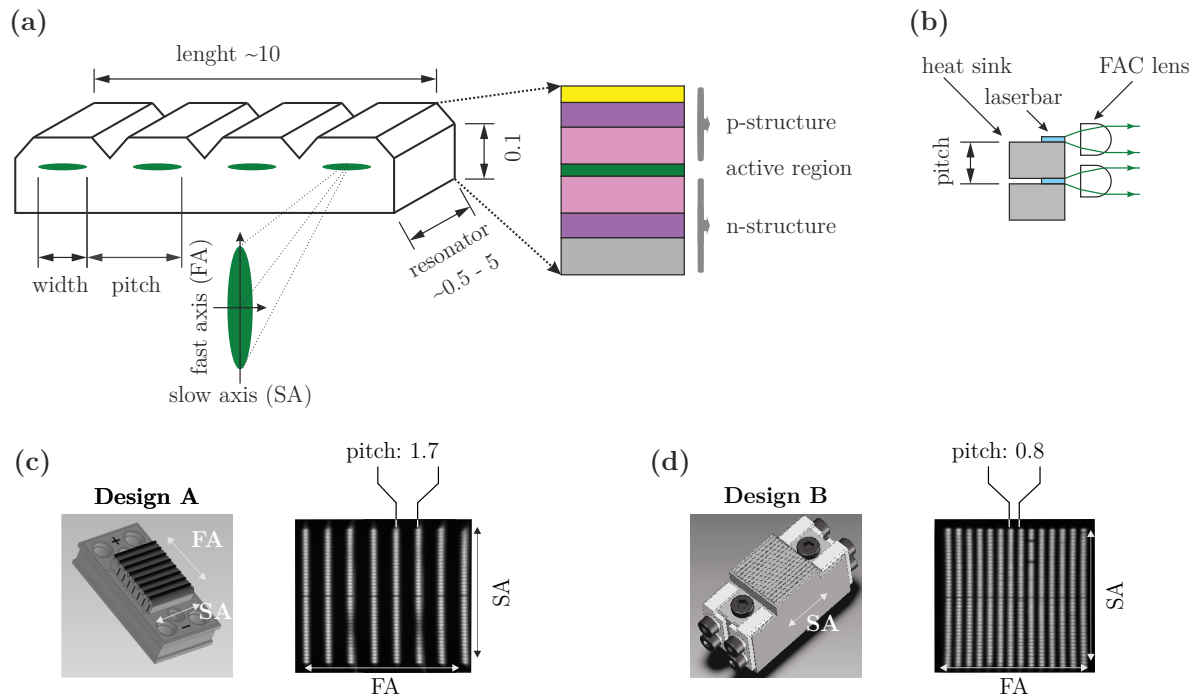 (a)
lenght ~10
0.1
resonator
~0.5 - 5
width
pitch
fast axis (FA)
slow axis (SA)
p-structure
active region
n-structure
(b)
heat sink
FAC lens
laserbar
pitch
(c)
Design A
+
FA
SA
-
pitch: 1.7
SA
FA
(d)
Design B
SA
pitch: 0.8
SA
FA